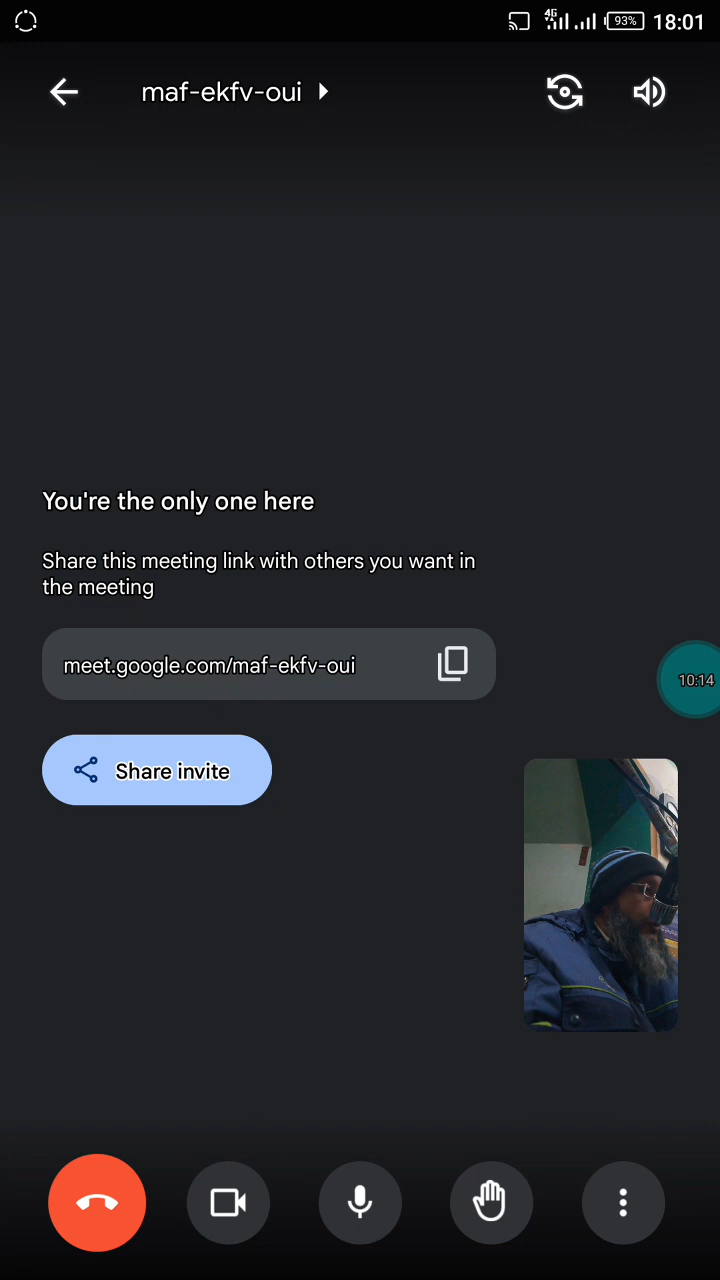 4G 93% 18:01
maf-ekfv-oui
You're the only one here
Share this meeting link with others you want in
the meeting
meet.google.com/maf-ekfv-oui
10:14
Share invite